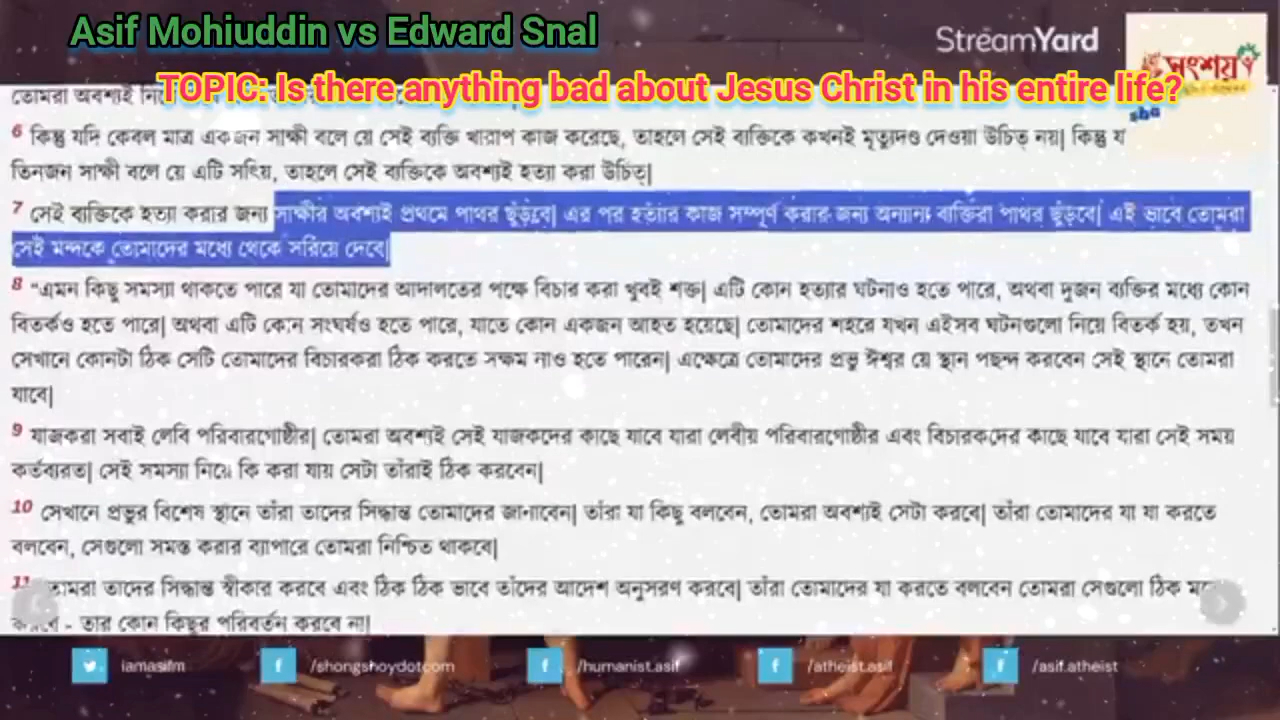 Asif Mohiuddin vs Edward Snal
StreamYard
সংশয়
TOPIC: Is there anything bad about Jesus Christ in his entire life?
তোমরা অবশ্যই
6 কিন্তু যদি কেবল মাত্র একজন সাক্ষী বলে যে সেই ব্যক্তি খারাপ কাজ করেছে, তাহলে সেই ব্যক্তিকে কখনই মৃত্যুদণ্ড দেওয়া উচিত্‌ নয়| কিন্তু য
তিনজন সাক্ষী বলে যে এটি সত্যি, তাহলে সেই ব্যক্তিকে অবশ্যই হত্যা করা উচিত্‌|
7 সেই ব্যক্তিকে হত্যা করার জন্য সাক্ষীর অবশ্যই প্রথমে পাথর ছুঁড়বে| এর পর হত্যার কাজ সম্পূর্ণ করার জন্য অন্যান্য ব্যক্তিরা পাথর ছুঁড়বে| এই ভাবে তোমরা
সেই মন্দকে তোমাদের মধ্যে থেকে সরিয়ে দেবে|
8 “এমন কিছু সমস্যা থাকতে পারে যা তোমাদের আদালতের পক্ষে বিচার করা খুবই শক্ত| এটি কোন হত্যার ঘটনাও হতে পারে, অথবা দুজন ব্যক্তির মধ্যে কোন
বিতর্কও হতে পারে| অথবা এটি কোন সংঘর্ষও হতে পারে, যাতে কোন একজন আহত হয়েছে| তোমাদের শহরে যখন এইসব ঘটনগুলো নিয়ে বিতর্ক হয়, তখন
সেখানে কোনটা ঠিক সেটি তোমাদের বিচারকরা ঠিক করতে সক্ষম নাও হতে পারেন| এক্ষেত্রে তোমাদের প্রভু ঈশ্বর যে স্থান পছন্দ করবেন সেই স্থানে তোমরা
যাবে|
9 যাজকরা সবাই লেবি পরিবারগোষ্ঠীর| তোমরা অবশ্যই সেই যাজকদের কাছে যাবে যারা লেবীয় পরিবারগোষ্ঠীর এবং বিচারকদের কাছে যাবে যারা সেই সময়
কর্তব্যরত| সেই সমস্যা নিয়ে কি করা যায় সেটা তাঁরাই ঠিক করবেন|
10 সেখানে প্রভুর বিশেষ স্থানে তাঁরা তাদের সিদ্ধান্ত তোমাদের জানাবেন| তাঁরা যা কিছু বলবেন, তোমরা অবশ্যই সেটা করবে| তাঁরা তোমাদের যা যা করতে
বলবেন, সেগুলো সমস্ত করার ব্যাপারে তোমরা নিশ্চিত থাকবে|
11 তোমরা তাদের সিদ্ধান্ত স্বীকার করবে এবং ঠিক ঠিক ভাবে তাঁদের আদেশ অনুসরণ করবে| তাঁরা তোমাদের যা করতে বলবেন তোমরা সেগুলো ঠিক
করবে - তার কোন কিছুর পরিবর্তন করবে না|
iamasifm
/shongshoydotcom
/humanist.asif
/atheist.asif
/asif.atheist